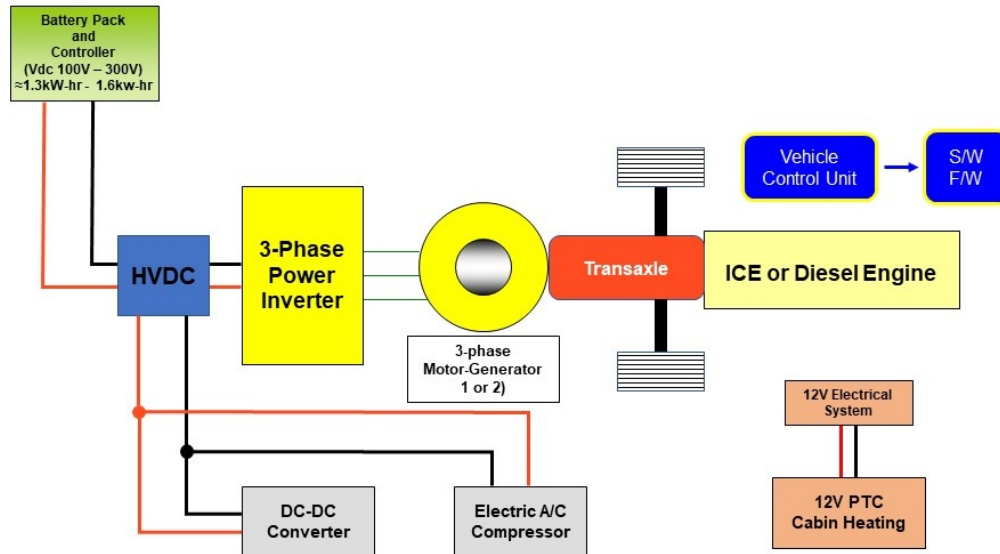 Battery Pack
and
Controller
(Vdc 100V – 300V)
≈1.3kW-hr - 1.6kw-hr
Vehicle
Control Unit
S/W
F/W
HVDC
3-Phase
Power
Inverter
Transaxle
ICE or Diesel Engine
3-phase
Motor-Generator
1 or 2)
12V Electrical
System
DC-DC
Converter
Electric A/C
Compressor
12V PTC
Cabin Heating